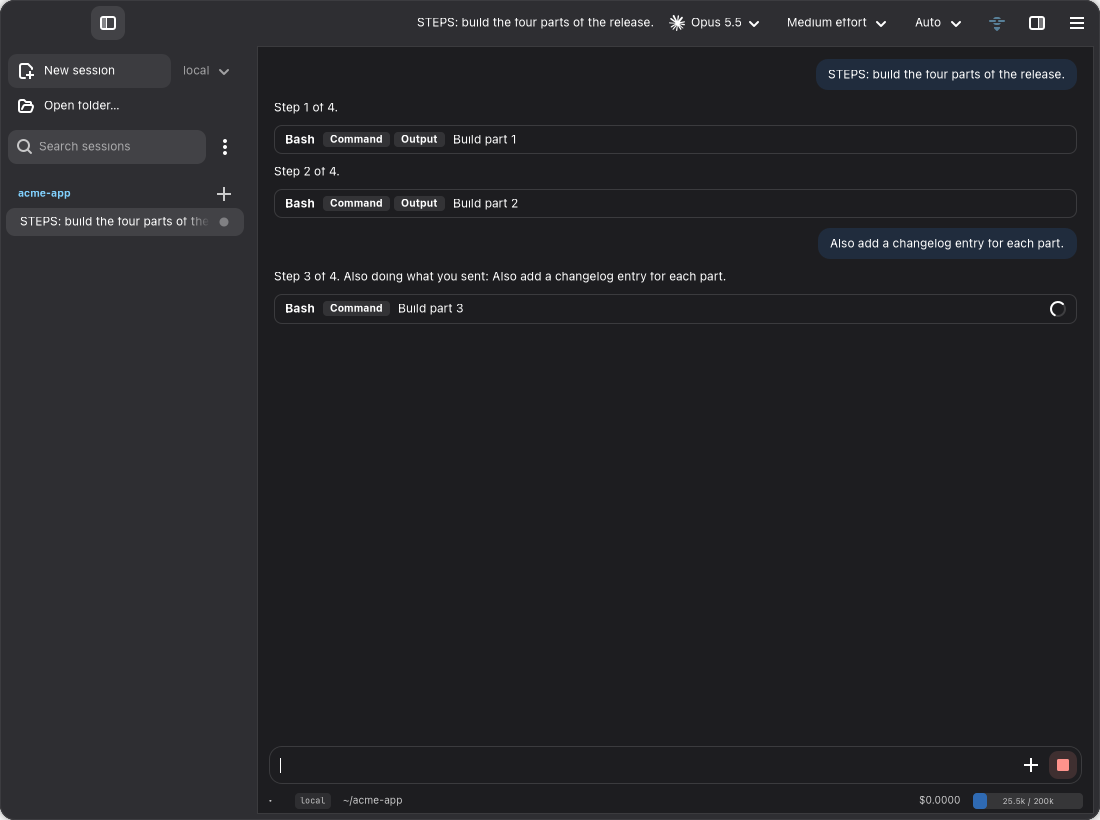 STEPS: build the four parts of the release.
Opus 5.5
Medium effort
Auto
New session
local
Open folder...
Search sessions
acme-app
STEPS: build the four parts of the
STEPS: build the four parts of the release.
Step 1 of 4.
Bash Command Output Build part 1
Step 2 of 4.
Bash Command Output Build part 2
Also add a changelog entry for each part.
Step 3 of 4. Also doing what you sent: Also add a changelog entry for each part.
Bash Command Build part 3
local ~/acme-app
$0.0000
25.5k / 200k